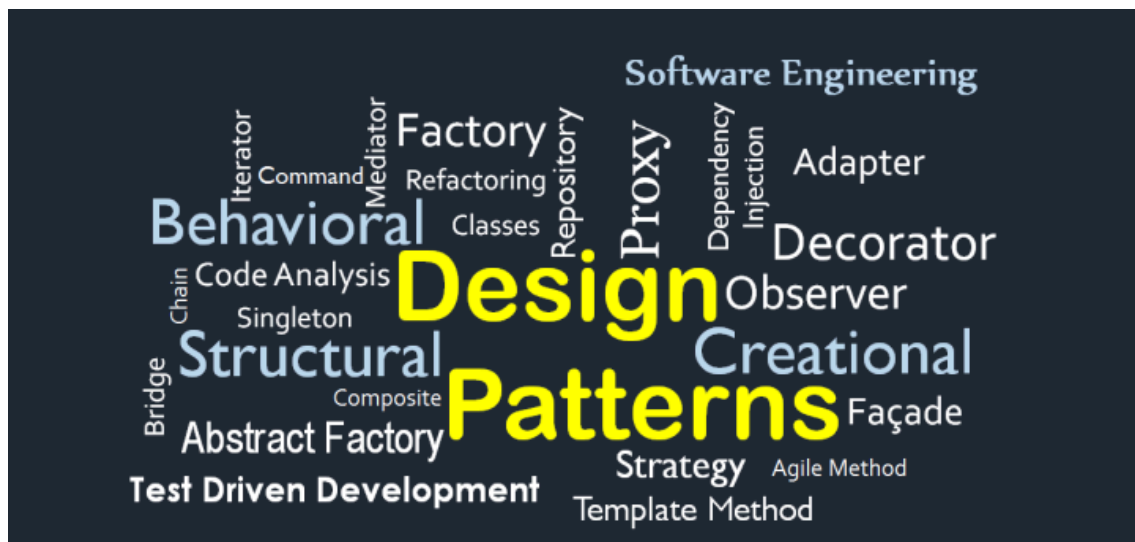 Software Engineering
Iterator
Command
Mediator
Factory
Refactoring
Repository
Proxy
Dependency
Injection
Adapter
Behavioral
Classes
Decorator
Chain
Code Analysis
Design
Observer
Singleton
Structural
Creational
Bridge
Composite
Patterns
Façade
Abstract Factory
Strategy
Agile Method
Test Driven Development
Template Method